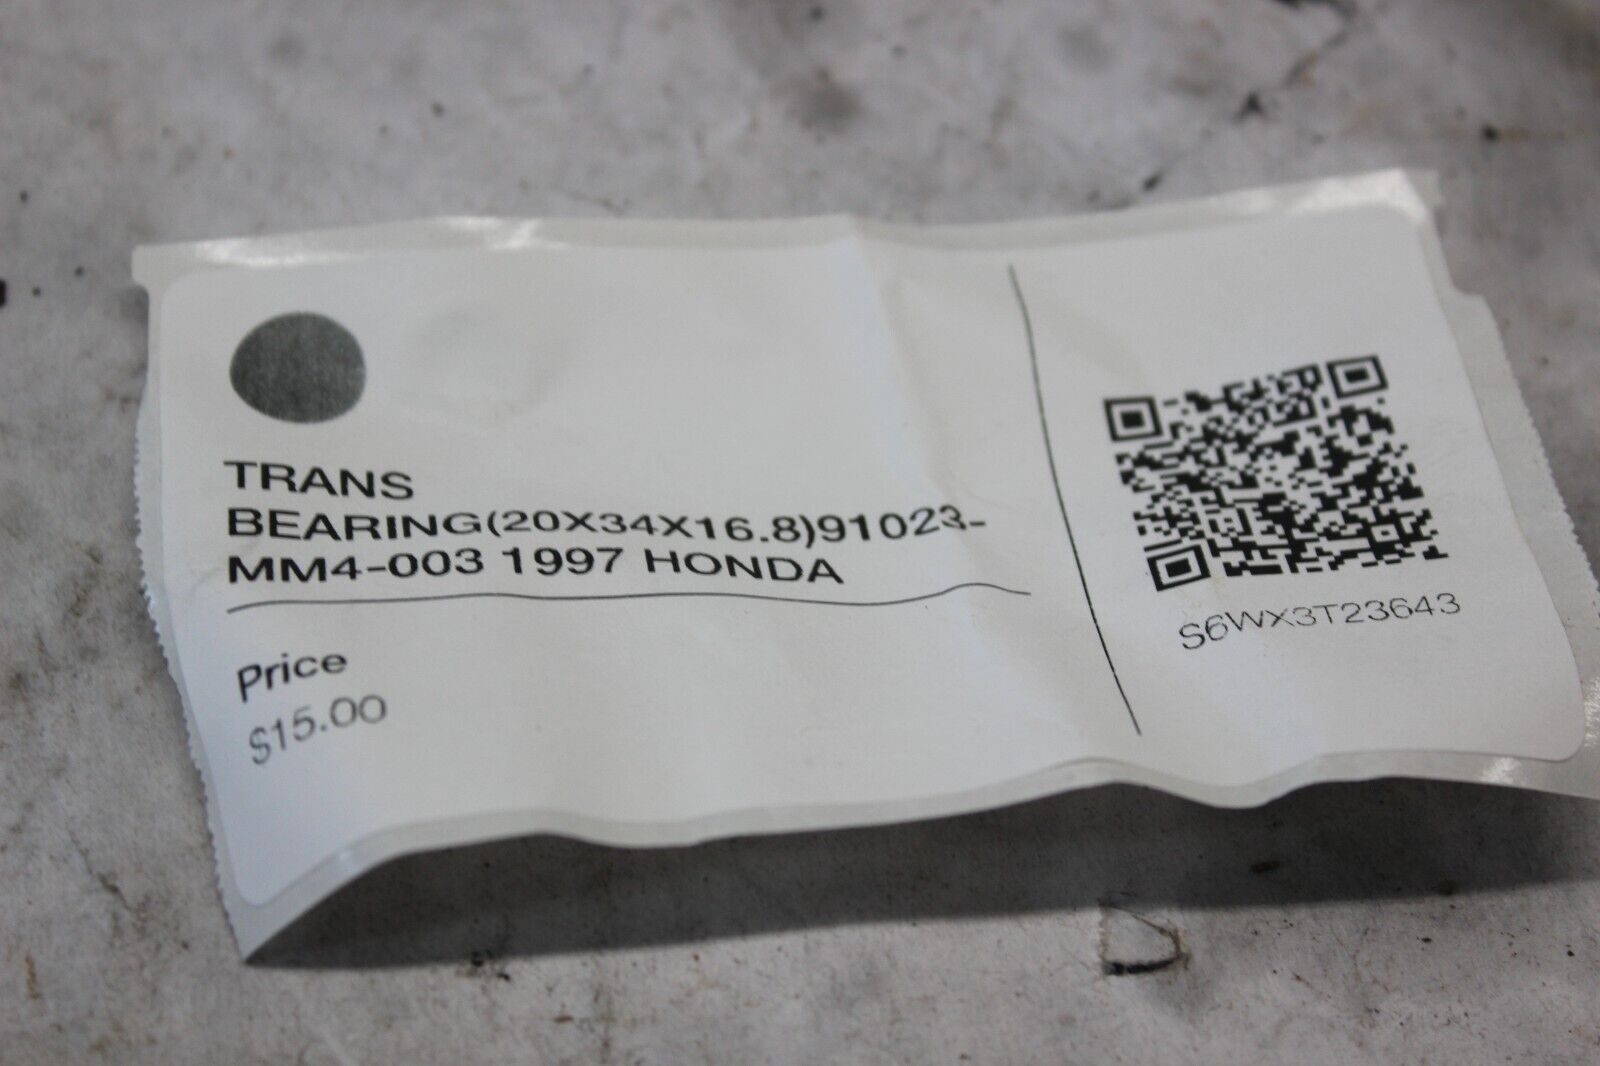 TRANS
BEARING(20X34X16.8)91023-
MM4-003 1997 HONDA
Price
$15.00
S6WX3T23643